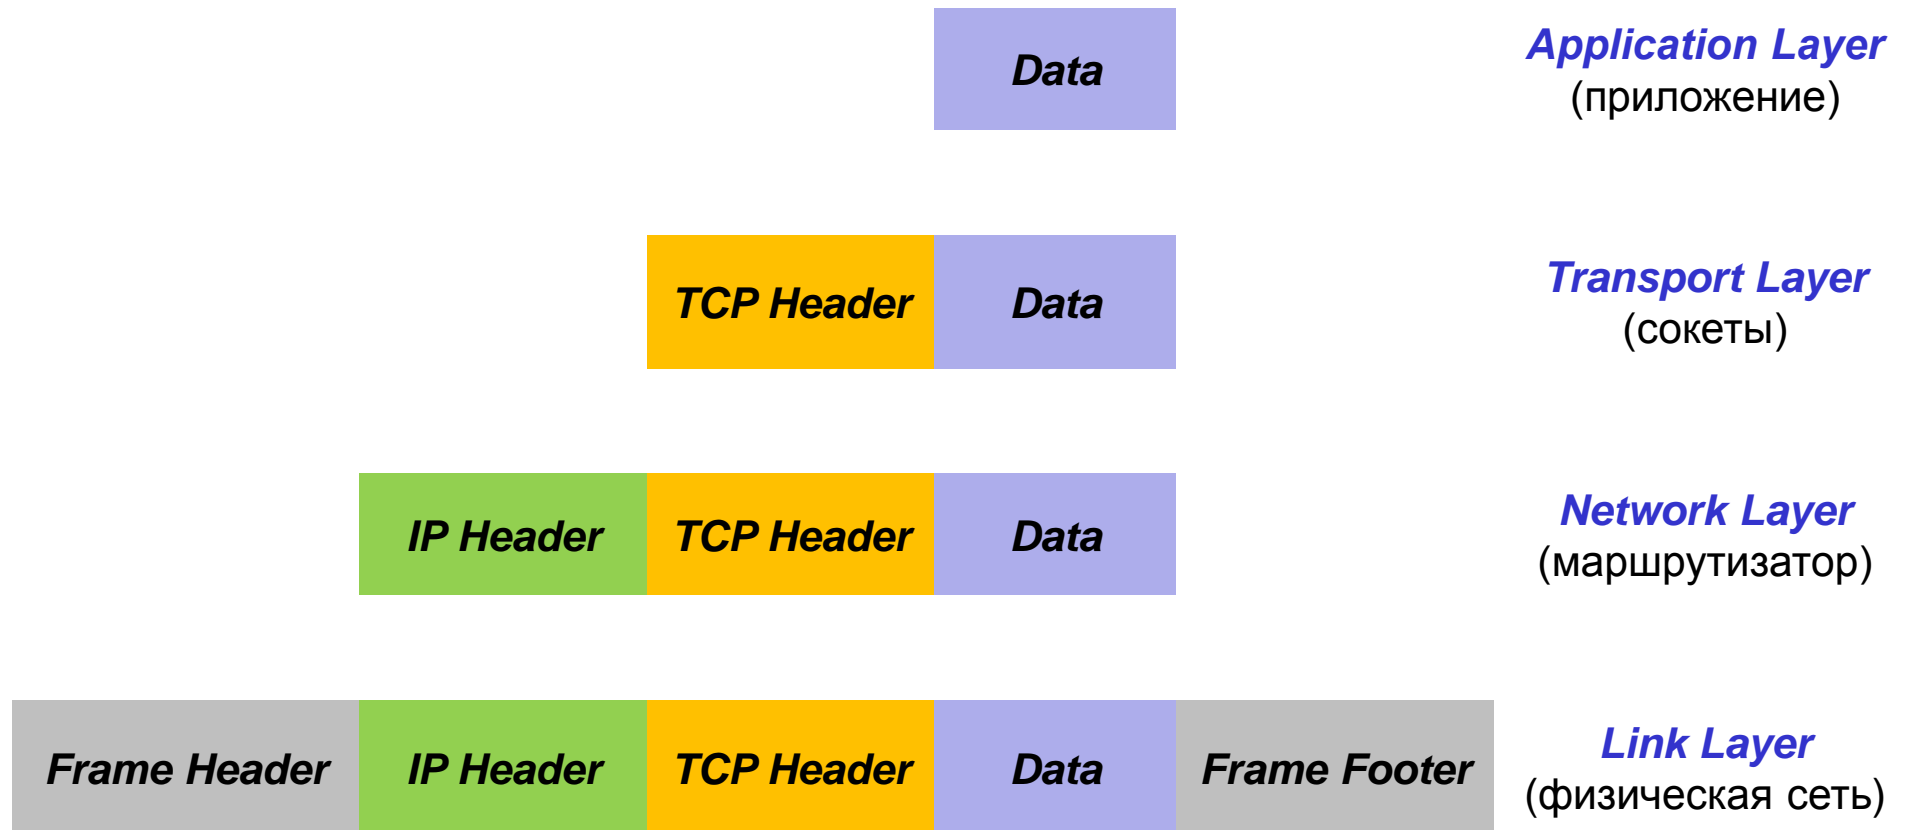 Data
Application Layer
(приложение)
TCP Header
Data
Transport Layer
(сокеты)
IP Header
TCP Header
Data
Network Layer
(маршрутизатор)
Frame Header
IP Header
TCP Header
Data
Frame Footer
Link Layer
(физическая сеть)